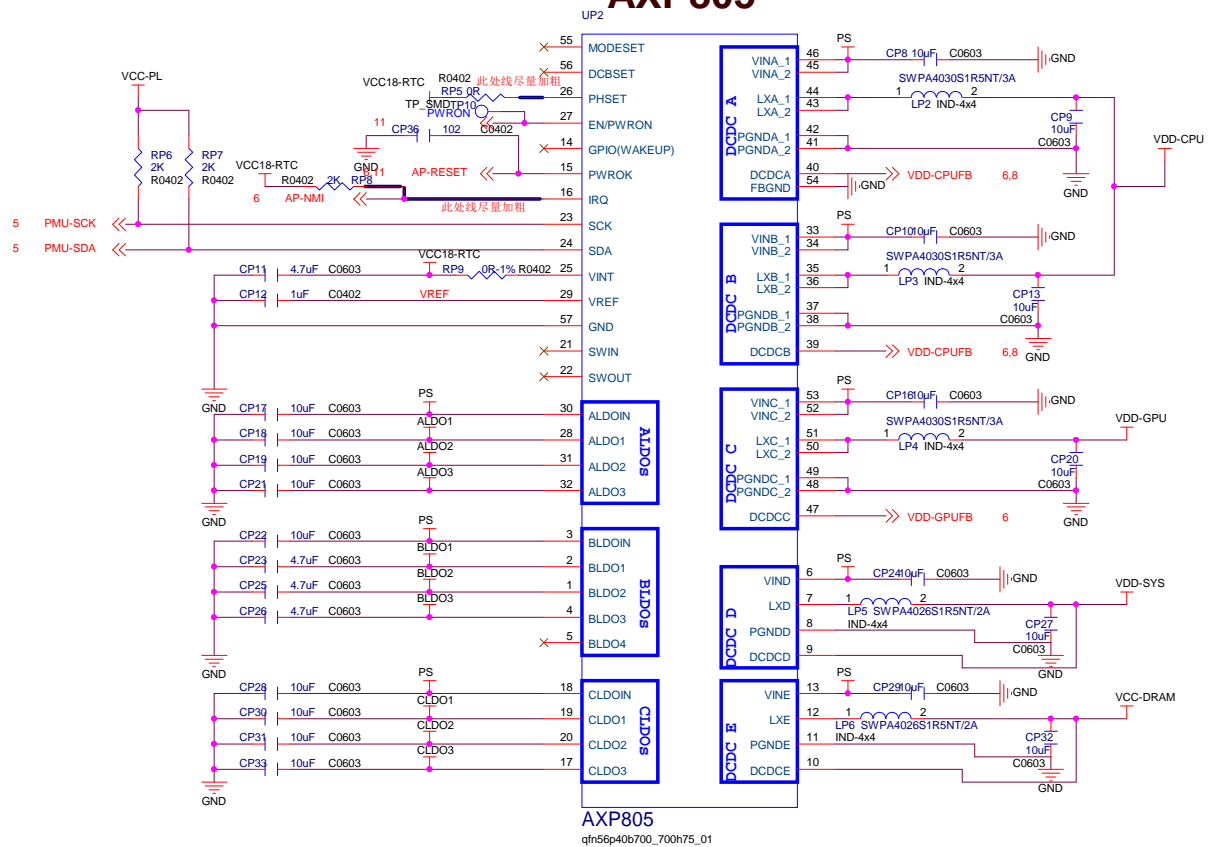 AXP805
UP2
55 MODESET
56 DCBSET
VCC18-RTC R0402 此处线尽量加粗
RP5 0R
26 PHSET
TP_SMD TP10
PWRON
27 EN/PWRON
11
CP36 102 C0402
GND
14 GPIO(WAKEUP)
AP-RESET
15 PWROK
VCC18-RTC
R0402 2K RP8
16 IRQ
6 AP-NMI
此处线尽量加粗
VCC-PL
RP6
2K
R0402
RP7
2K
R0402
5 PMU-SCK
23 SCK
5 PMU-SDA
24 SDA
VCC18-RTC
CP11 4.7uF C0603
RP9 0R-1% R0402
25 VINT
CP12 1uF C0402
VREF
29 VREF
57 GND
21 SWIN
22 SWOUT
GND
PS
CP17 10uF C0603
30 ALDOIN
ALDO1
CP18 10uF C0603
28 ALDO1
ALDO2
CP19 10uF C0603
31 ALDO2
ALDO3
CP21 10uF C0603
32 ALDO3
ALDOs
GND
PS
CP22 10uF C0603
3 BLDOIN
BLDO1
CP23 4.7uF C0603
2 BLDO1
BLDO2
CP25 4.7uF C0603
1 BLDO2
BLDO3
CP26 4.7uF C0603
4 BLDO3
5 BLDO4
BLDOs
GND
PS
CP28 10uF C0603
18 CLDOIN
CLDO1
CP30 10uF C0603
19 CLDO1
CLDO2
CP31 10uF C0603
20 CLDO2
CLDO3
CP33 10uF C0603
17 CLDO3
CLDOs
GND
DCDC A
VINA_1 46
VINA_2 45
PS
CP8 10uF C0603
GND
SWPA4030S1R5NT/3A
LXA_1 44
LXA_2 43
1 2
LP2 IND-4x4
CP9
10uF
C0603
PGNDA_1 42
PGNDA_2 41
GND
DCDCA 40
VDD-CPUFB 6,8
FBGND 54
GND
VDD-CPU
DCDC B
VINB_1 33
VINB_2 34
PS
CP10 10uF C0603
GND
SWPA4030S1R5NT/3A
LXB_1 35
LXB_2 36
1 2
LP3 IND-4x4
CP13
10uF
C0603
PGNDB_1 37
PGNDB_2 38
GND
DCDCB 39
VDD-CPUFB 6,8
DCDC C
VINC_1 53
VINC_2 52
PS
CP16 10uF C0603
GND
SWPA4030S1R5NT/3A
LXC_1 51
LXC_2 50
1 2
LP4 IND-4x4
VDD-GPU
CP20
10uF
C0603
PGNDC_1 49
PGNDC_2 48
GND
DCDCC 47
VDD-GPUFB 6
DCDC D
VIND 6
PS
CP24 10uF C0603
GND
LXD 7
1 2
LP5 SWPA4026S1R5NT/2A
IND-4x4
VDD-SYS
PGNDD 8
CP27
10uF
C0603
DCDCD 9
GND
DCDC E
VINE 13
PS
CP29 10uF C0603
GND
LXE 12
1 2
LP6 SWPA4026S1R5NT/2A
IND-4x4
VCC-DRAM
PGNDE 11
CP32
10uF
C0603
DCDCE 10
GND
AXP805
qfn56p40b700_700h75_01